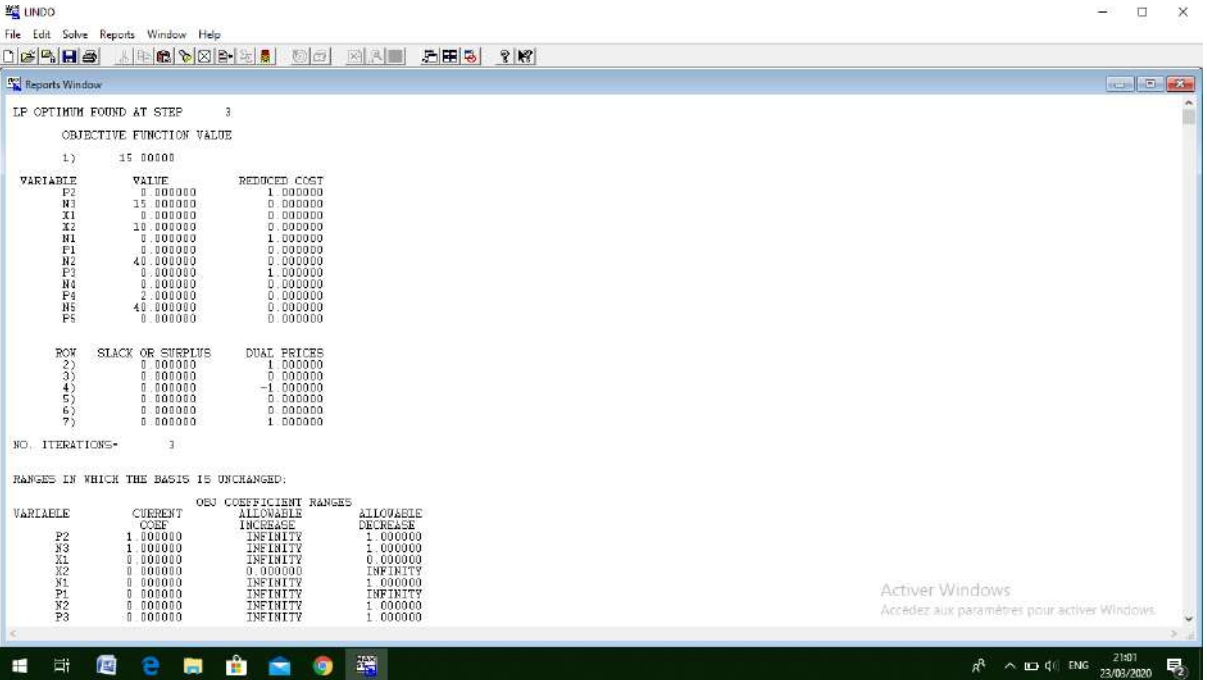 LINDO
File Edit Solve Reports Window Help
Reports Window
LP OPTIMUM FOUND AT STEP 3
OBJECTIVE FUNCTION VALUE
1) 15.00000
VARIABLE VALUE REDUCED COST
P2 0.000000 1.000000
N3 15.000000 0.000000
X1 0.000000 0.000000
X2 10.000000 0.000000
N1 0.000000 1.000000
P1 0.000000 0.000000
N2 40.000000 0.000000
P3 0.000000 1.000000
N4 0.000000 0.000000
P4 2.000000 0.000000
N5 40.000000 0.000000
P5 0.000000 0.000000
ROW SLACK OR SURPLUS DUAL PRICES
2) 0.000000 1.000000
3) 0.000000 0.000000
4) 0.000000 -1.000000
5) 0.000000 0.000000
6) 0.000000 0.000000
7) 0.000000 1.000000
NO. ITERATIONS= 3
RANGES IN WHICH THE BASIS IS UNCHANGED:
OBJ COEFFICIENT RANGES
VARIABLE CURRENT ALLOWABLE ALLOWABLE
COEF INCREASE DECREASE
P2 1.000000 INFINITY 1.000000
N3 1.000000 INFINITY 1.000000
X1 0.000000 INFINITY 0.000000
X2 0.000000 0.000000 INFINITY
N1 0.000000 INFINITY 1.000000
P1 0.000000 INFINITY INFINITY
N2 0.000000 INFINITY 1.000000
P3 0.000000 INFINITY 1.000000
Activer Windows
Accédez aux paramètres pour activer Windows.
ENG
21:01
23/03/2020